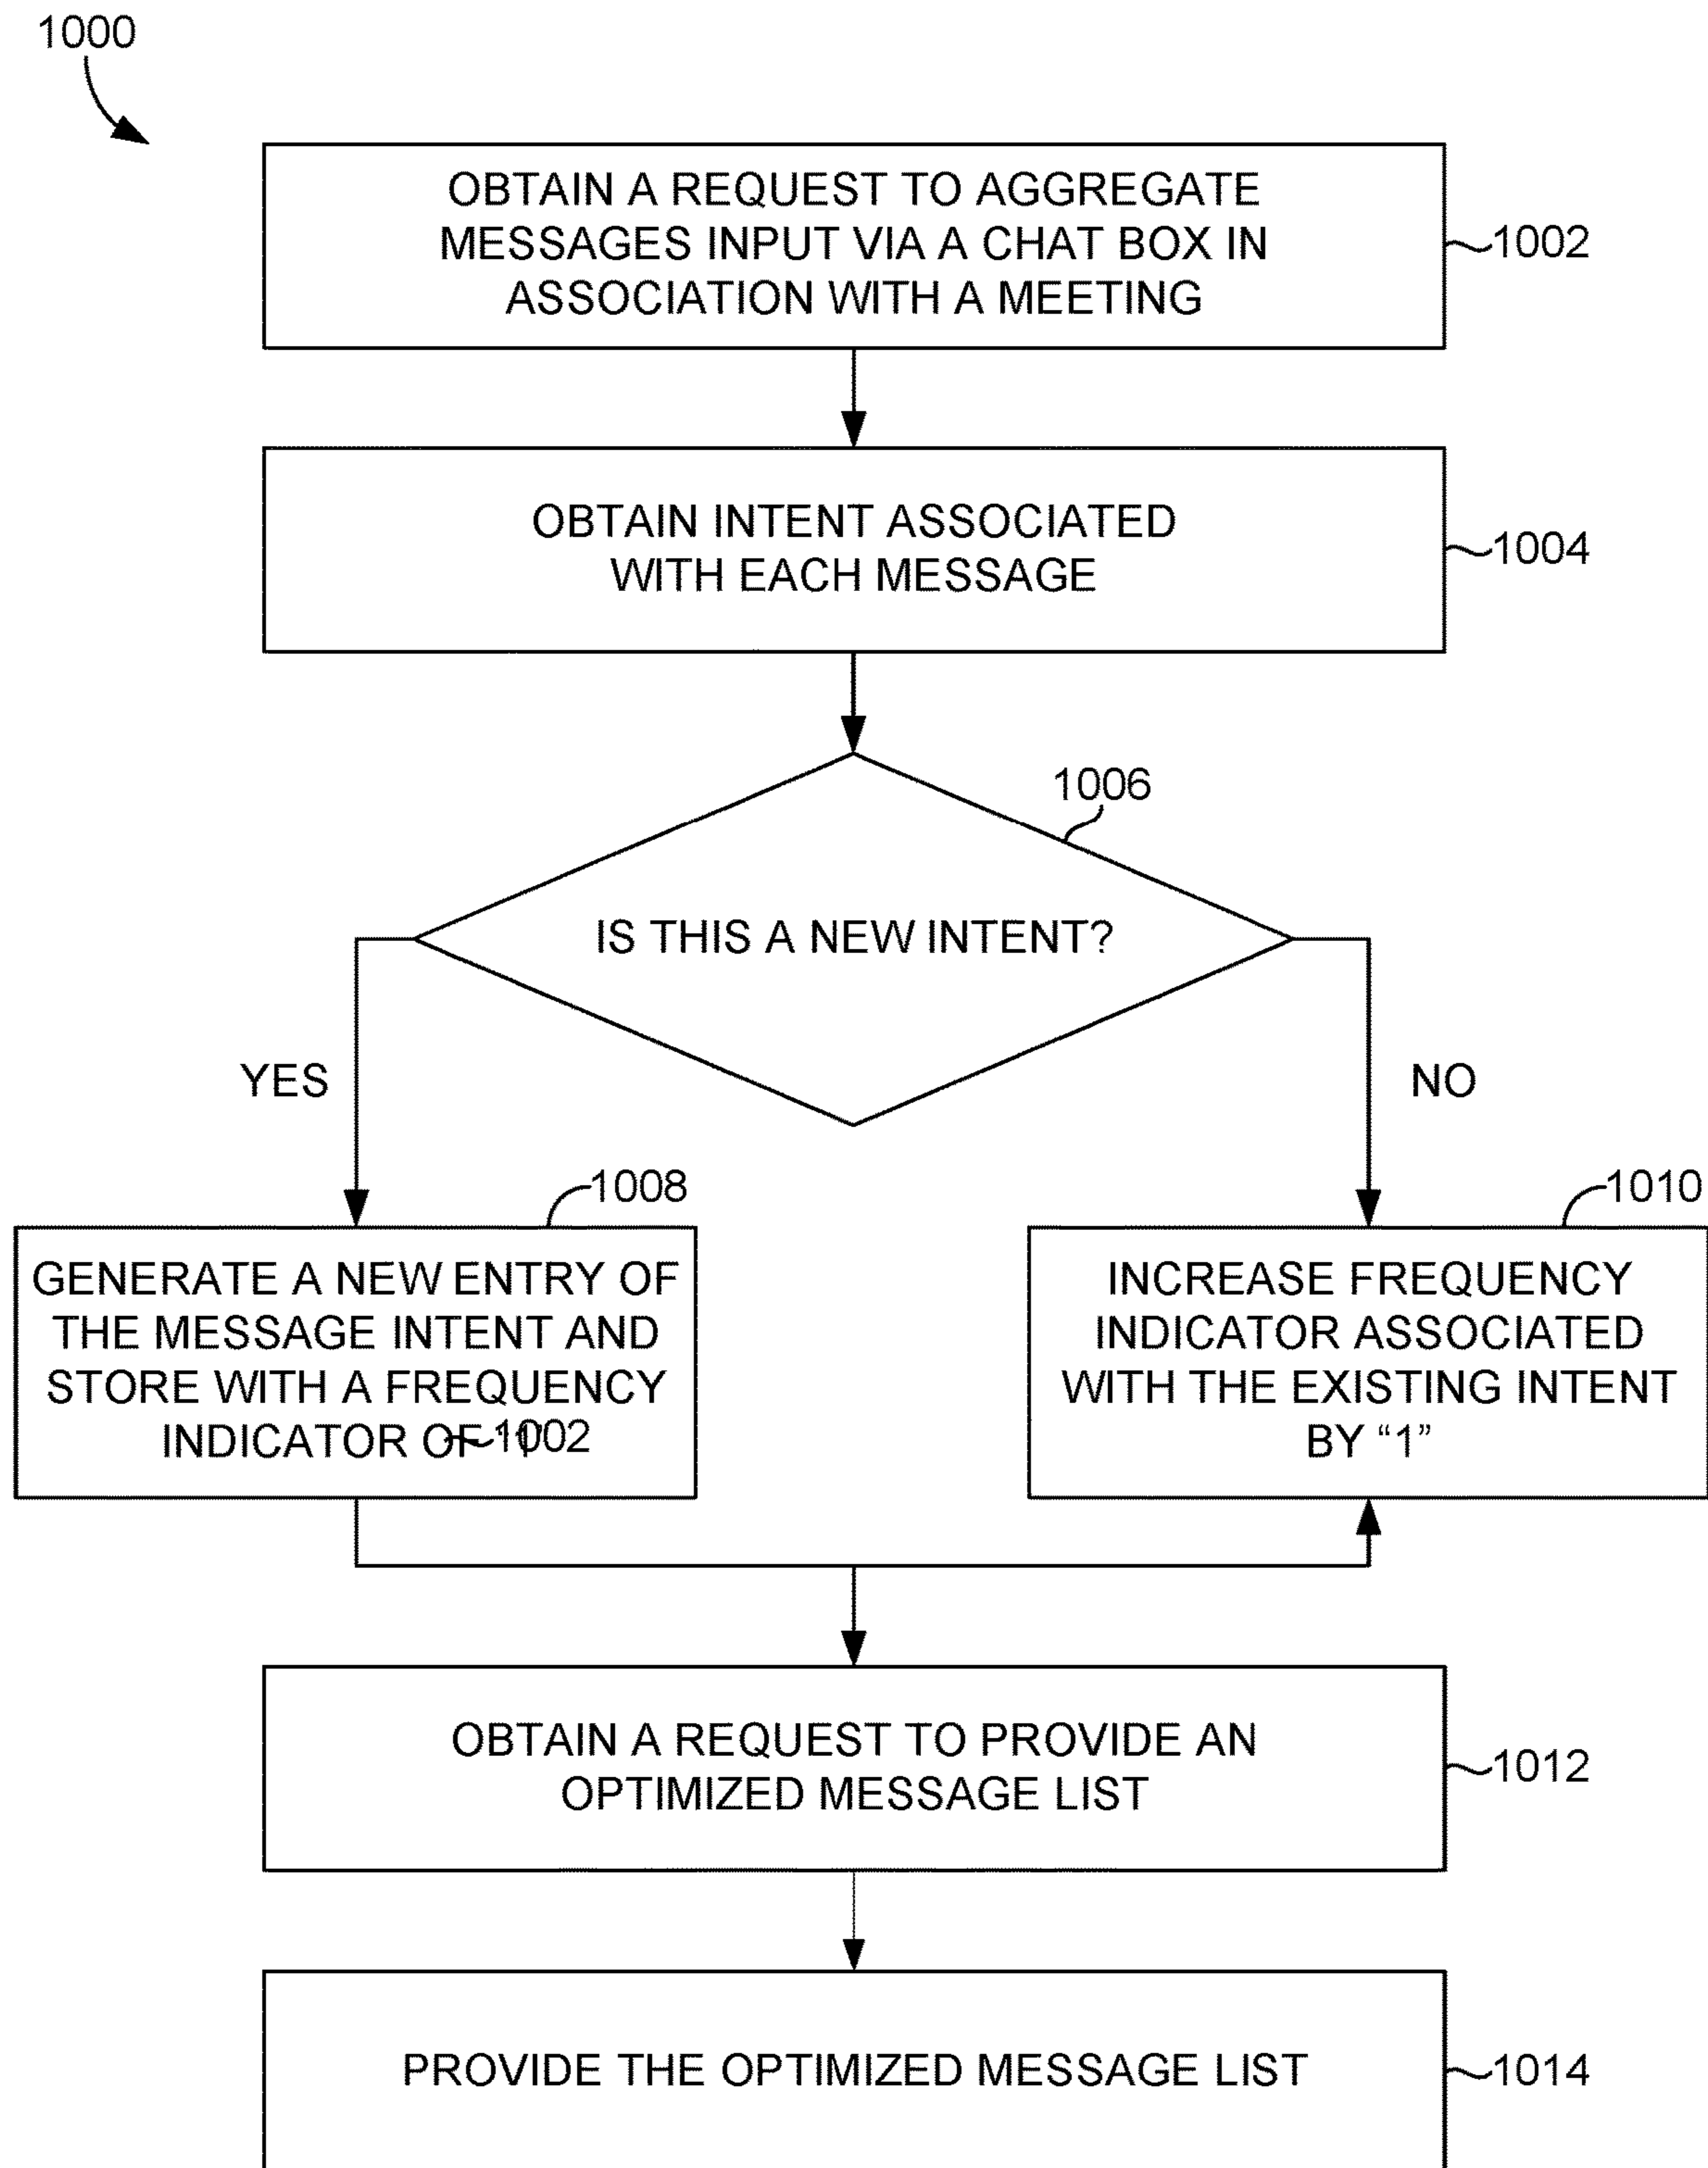 1000
OBTAIN A REQUEST TO AGGREGATE
MESSAGES INPUT VIA A CHAT BOX IN
ASSOCIATION WITH A MEETING
1002
OBTAIN INTENT ASSOCIATED
WITH EACH MESSAGE
1004
1006
IS THIS A NEW INTENT?
YES
NO
1008
GENERATE A NEW ENTRY OF
THE MESSAGE INTENT AND
STORE WITH A FREQUENCY
INDICATOR OF
1002
1010
INCREASE FREQUENCY
INDICATOR ASSOCIATED
WITH THE EXISTING INTENT
BY “1”
OBTAIN A REQUEST TO PROVIDE AN
OPTIMIZED MESSAGE LIST
1012
PROVIDE THE OPTIMIZED MESSAGE LIST
1014